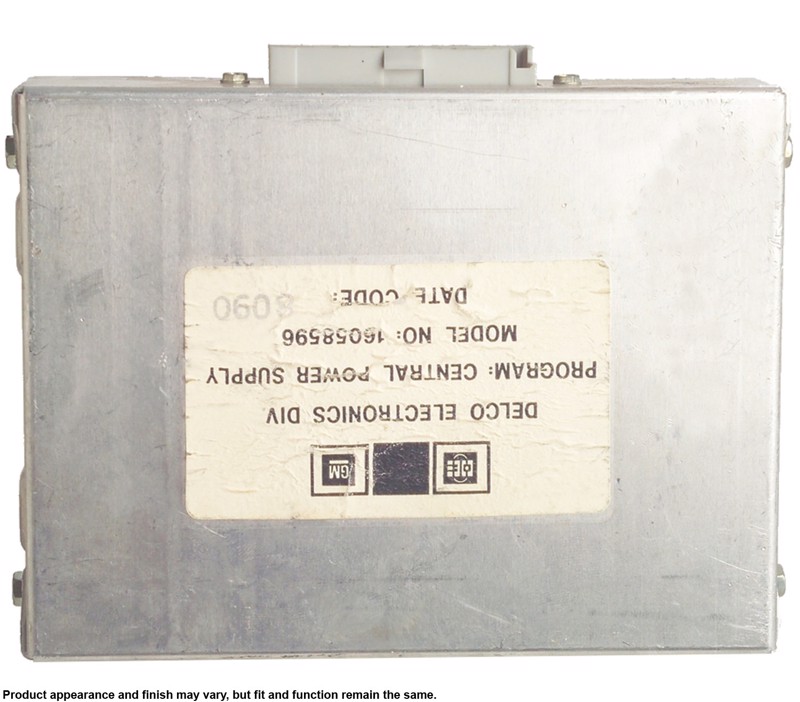 GM
DELCO ELECTRONICS DIV
PROGRAM: CENTRAL POWER SUPPLY
MODEL NO: 16058596
DATE CODE:
Product appearance and finish may vary, but fit and function remain the same.